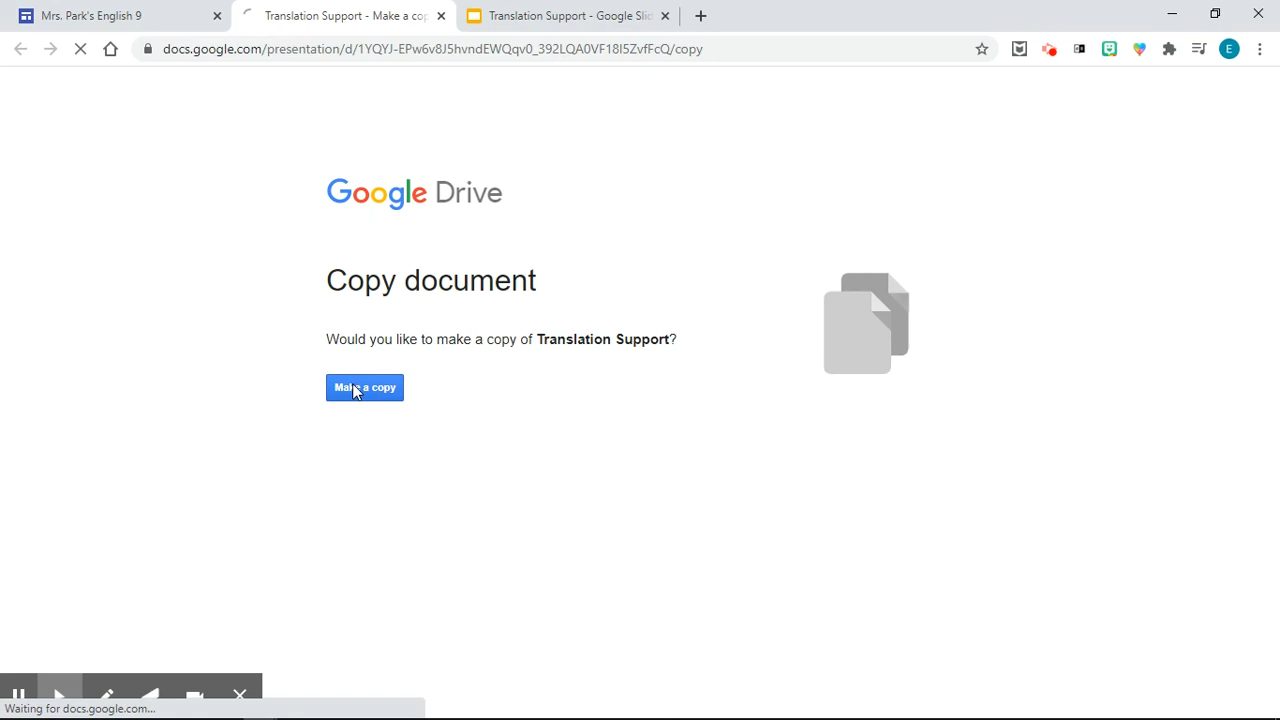 Mrs. Park's English 9
Translation Support - Make a cop
Translation Support - Google Slid
docs.google.com/presentation/d/1YQYJ-EPw6v8J5hvndEWQqv0_392LQA0VF18I5ZvfFcQ/copy
E
Google Drive
Copy document
Would you like to make a copy of Translation Support?
Make a copy
Waiting for docs.google.com...